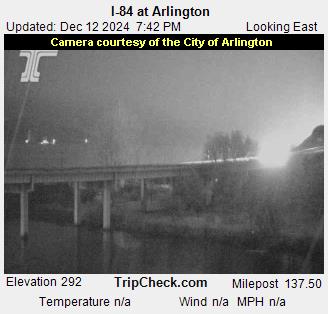 I-84 at Arlington
Updated: Dec 12 2024 7:42 PM Looking East
Camera courtesy of the City of Arlington
Elevation 292 TripCheck.com Milepost 137.50
Temperature n/a Wind n/a MPH n/a